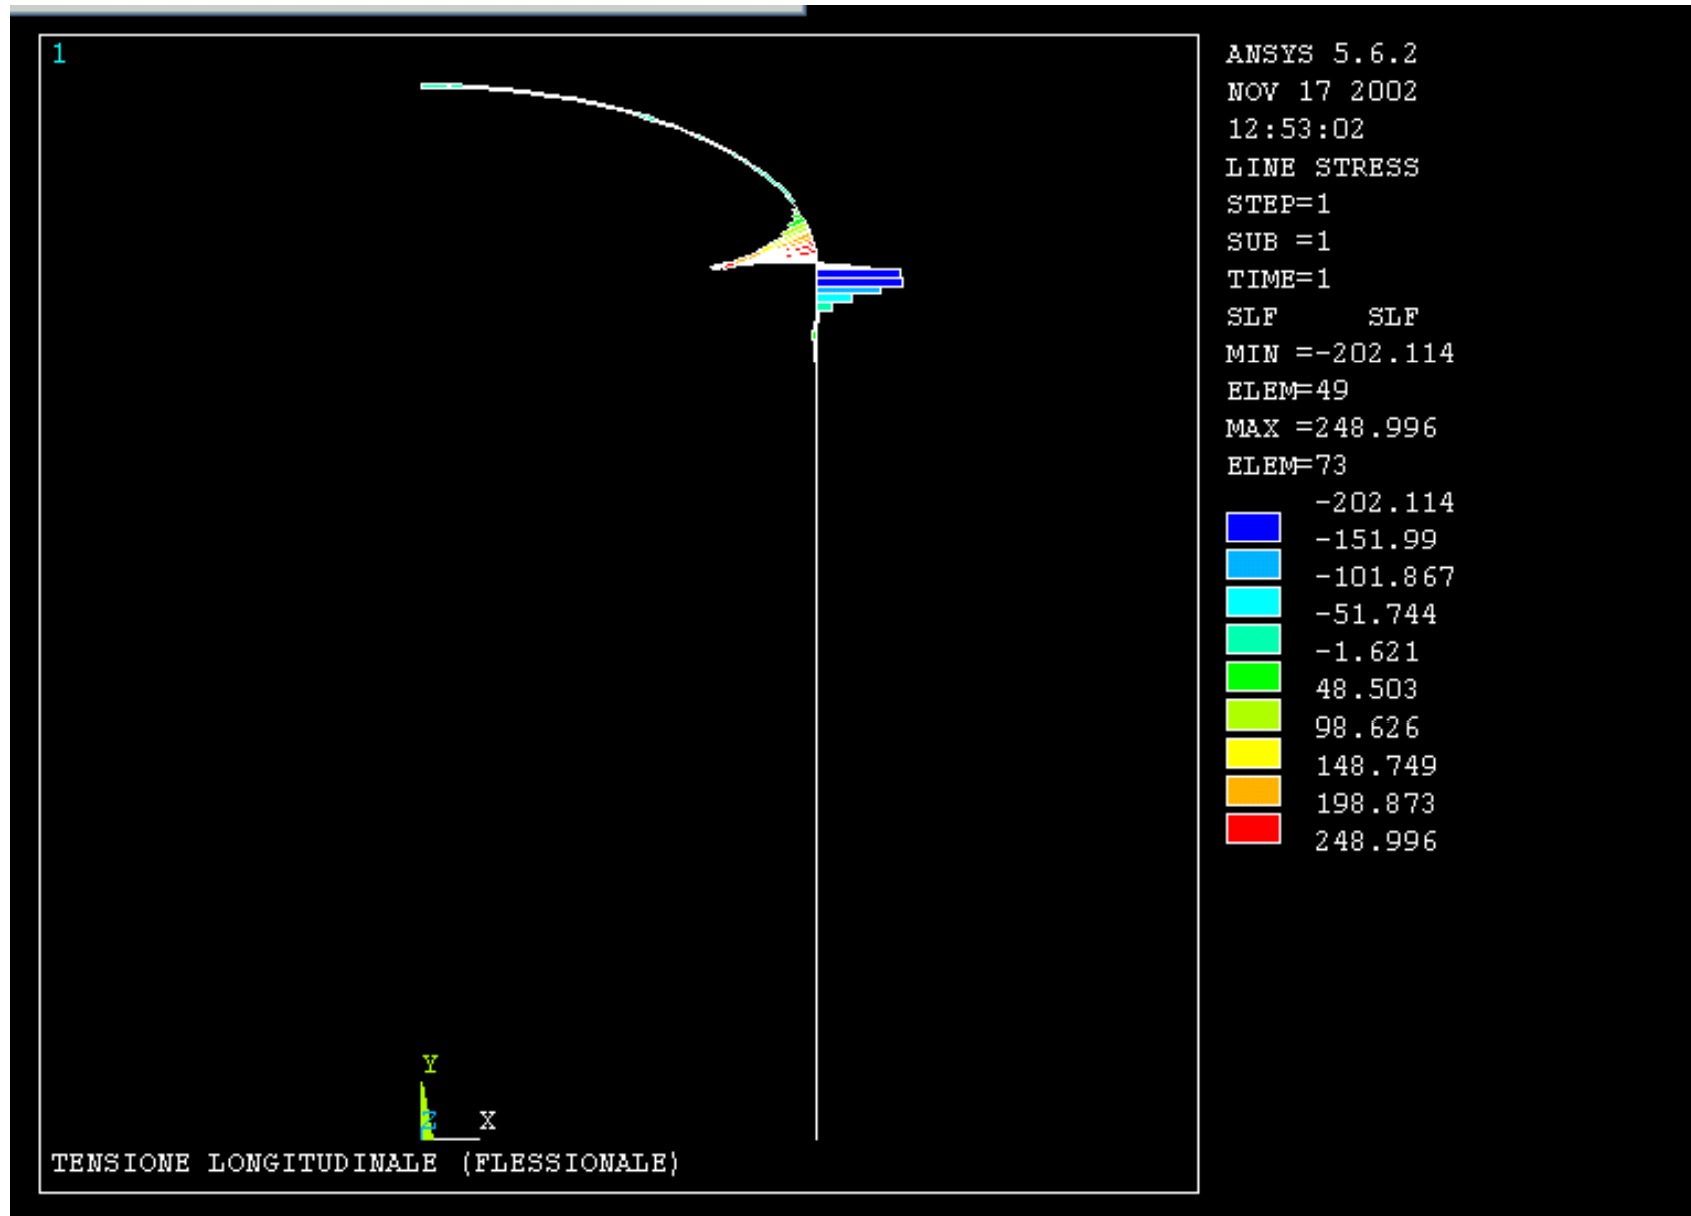 1
ANSYS 5.6.2
NOV 17 2002
12:53:02
LINE STRESS
STEP=1
SUB =1
TIME=1
SLF SLF
MIN =-202.114
ELEM=49
MAX =248.996
ELEM=73
-202.114
-151.99
-101.867
-51.744
-1.621
48.503
98.626
148.749
198.873
248.996
Y
Z X
TENSIONE LONGITUDINALE (FLESSIONALE)